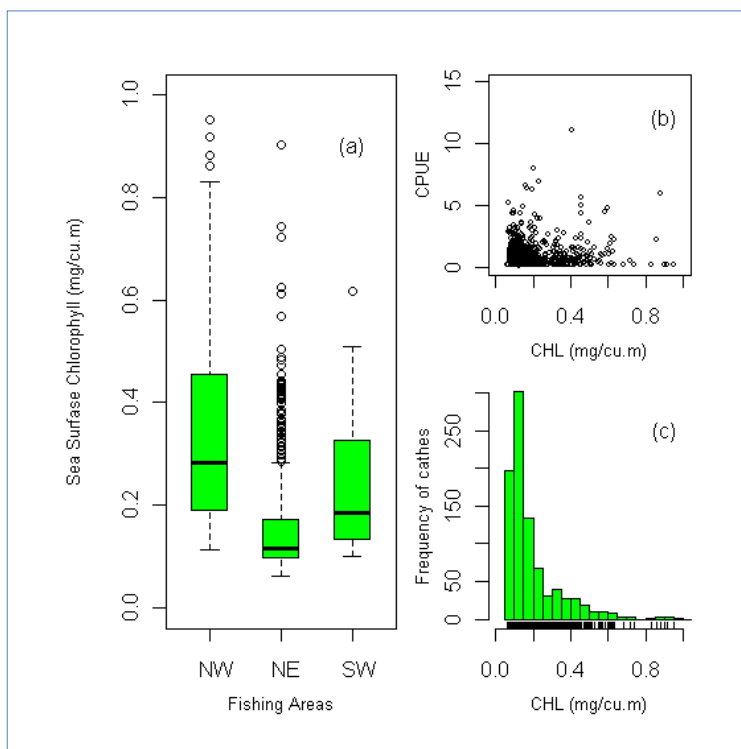 Sea Surfase Chlorophyll (mg/cu.m)
1.0
0.8
0.6
0.4
0.2
0.0
(a)
NW NE SW
Fishing Areas
CPUE
15
10
5
0
(b)
0.0 0.4 0.8
CHL (mg/cu.m)
Frequency of cathes
250
150
50
0
(c)
0.0 0.4 0.8
CHL (mg/cu.m)